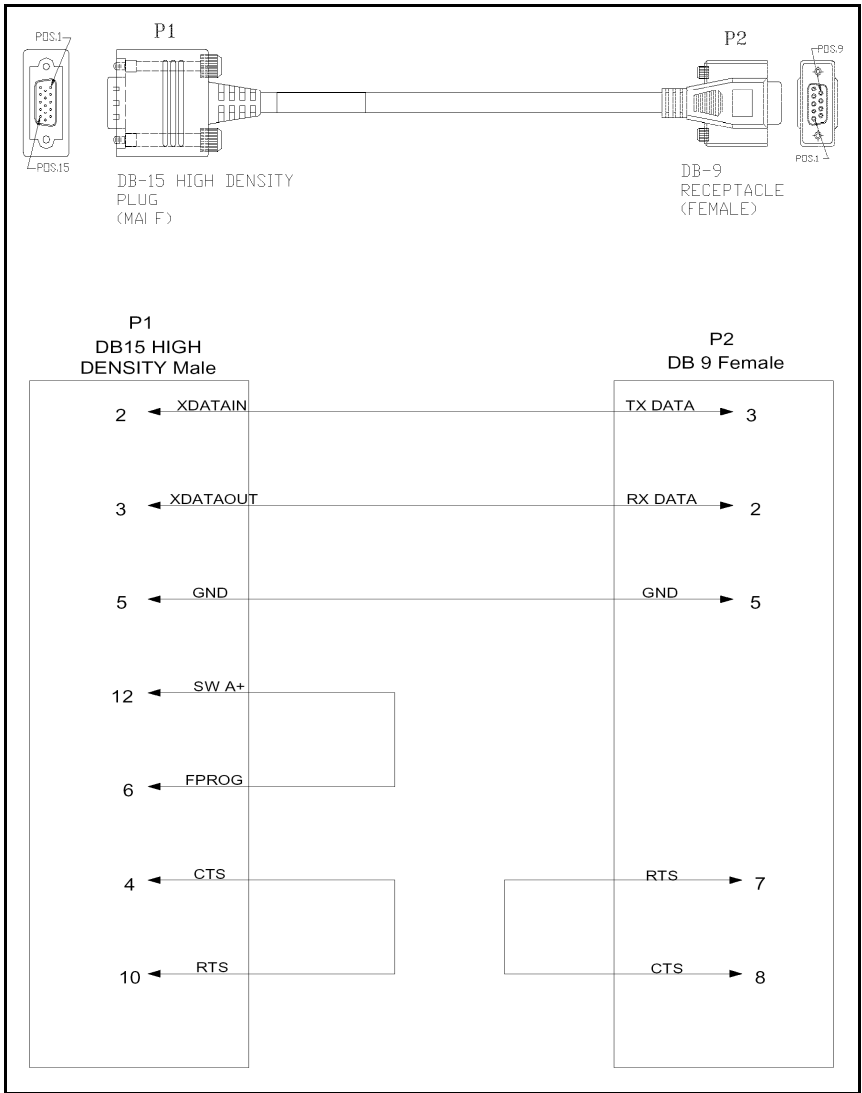 POS.1
P1
P2
POS.9
POS.15
POS.1
DB-15 HIGH DENSITY
PLUG
(MALE)
DB-9
RECEPTACLE
(FEMALE)
P1
DB15 HIGH
DENSITY Male
P2
DB 9 Female
2 XDATAIN TX DATA 3
3 XDATAOUT RX DATA 2
5 GND GND 5
12 SW A+
6 FPROG
4 CTS RTS 7
10 RTS CTS 8